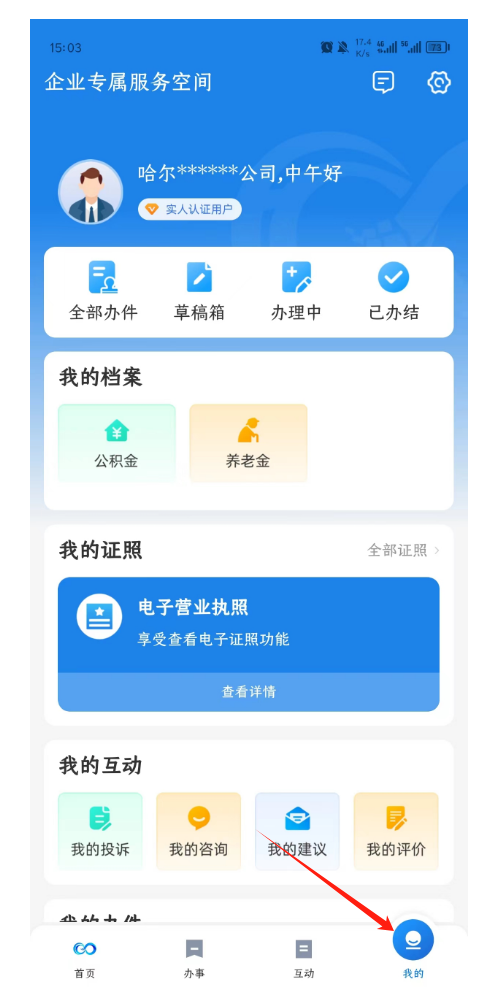 15:03
17.4 K/s 4G 5G
企业专属服务空间
哈尔******公司,中午好
实人认证用户
全部办件 草稿箱 办理中 已办结
我的档案
公积金 养老金
我的证照 全部证照
电子营业执照
享受查看电子证照功能
查看详情
我的互动
我的投诉 我的咨询 我的建议 我的评价
首页 办事 互动 我的